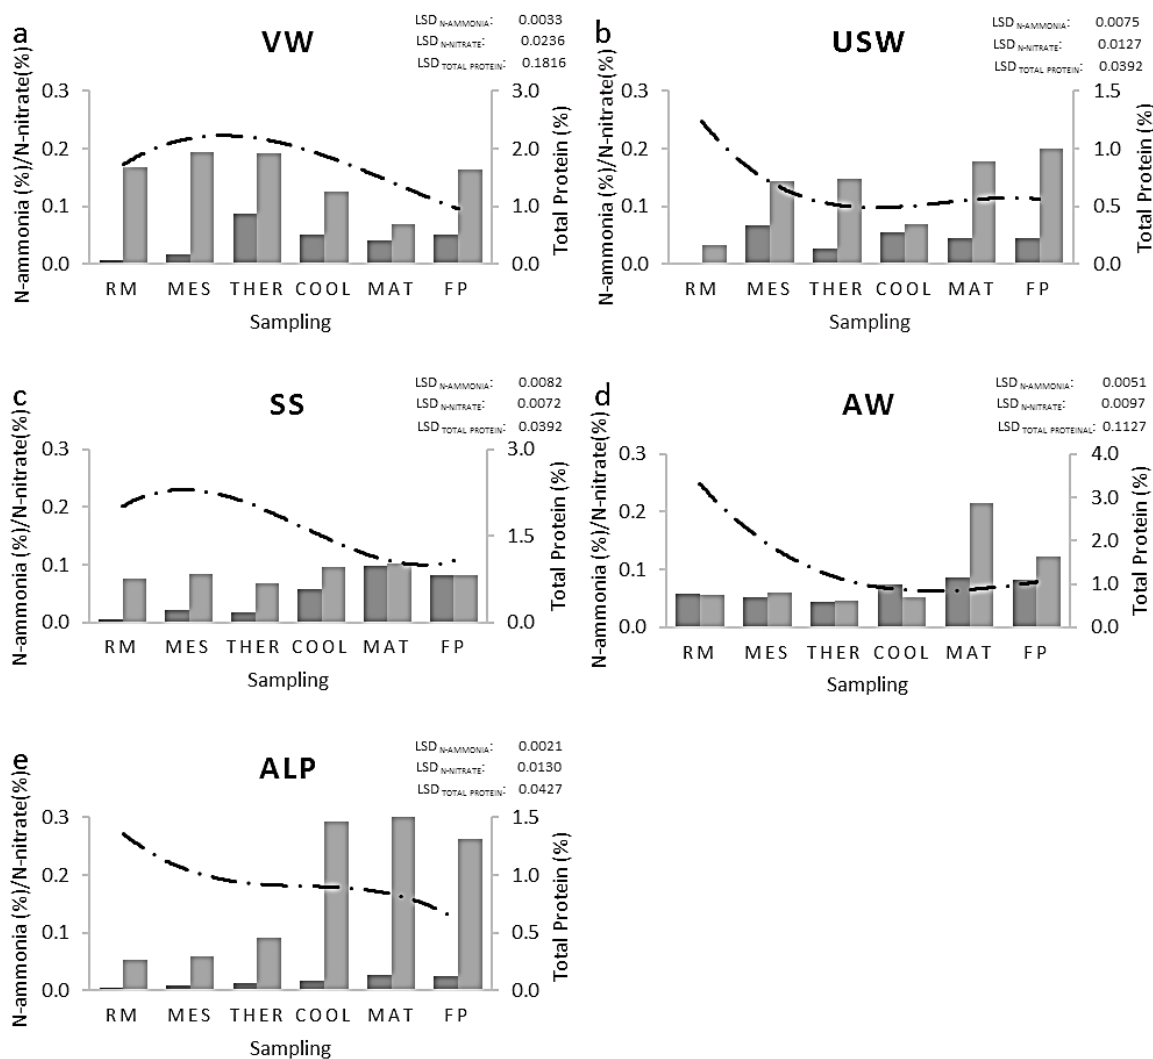 a
VW
LSD N-AMMONIA: 0.0033
LSD N-NITRATE: 0.0236
LSD TOTAL PROTEIN: 0.1816
N-ammonia (%)/N-nitrate(%)
0.3
0.2
0.1
0.0
3.0
2.0
1.0
0.0
Total Protein (%)
RM MES THER COOL MAT FP
Sampling
b
USW
LSD N-AMMONIA: 0.0075
LSD N-NITRATE: 0.0127
LSD TOTAL PROTEIN: 0.0392
N-ammonia (%)/N-nitrate(%)
0.3
0.2
0.1
0.0
1.5
1.0
0.5
0.0
Total Protein (%)
RM MES THER COOL MAT FP
Sampling
c
SS
LSD N-AMMONIA: 0.0082
LSD N-NITRATE: 0.0072
LSD TOTAL PROTEIN: 0.0392
N-ammonia (%)/N-nitrate(%)
0.3
0.2
0.1
0.0
3.0
1.5
0.0
Total Protein (%)
RM MES THER COOL MAT FP
Sampling
d
AW
LSD N-AMMONIA: 0.0051
LSD N-NITRATE: 0.0097
LSD TOTAL PROTEINAL: 0.1127
N-ammonia (%)/N-nitrate(%)
0.3
0.2
0.1
0.0
4.0
3.0
2.0
1.0
0.0
Total Protein (%)
RM MES THER COOL MAT FP
Sampling
e
ALP
LSD N-AMMONIA: 0.0021
LSD N-NITRATE: 0.0130
LSD TOTAL PROTEIN: 0.0427
N-ammonia (%)/N-nitrate(%)
0.3
0.2
0.1
0.0
1.5
1.0
0.5
0.0
Total Protein (%)
RM MES THER COOL MAT FP
Sampling